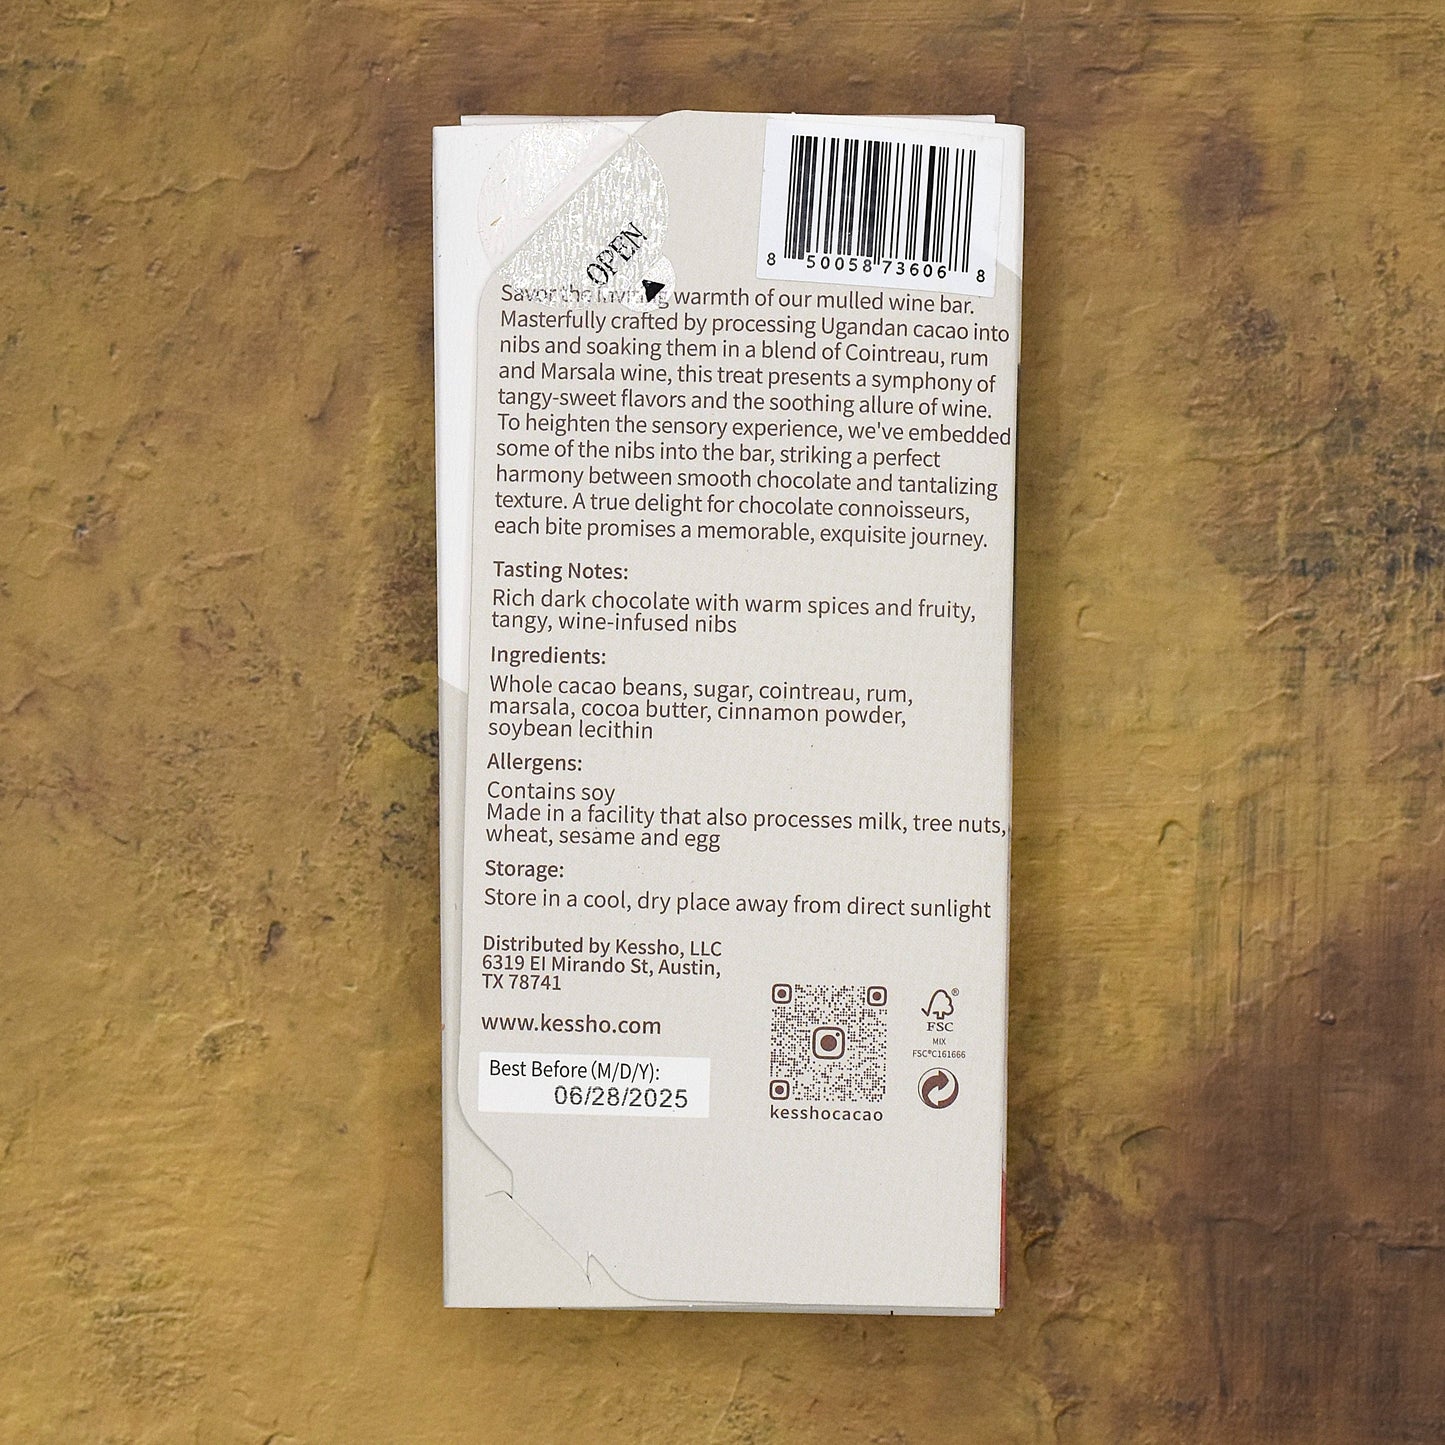 8 50058 73606 8
OPEN
Savor the inviting warmth of our mulled wine bar.
Masterfully crafted by processing Ugandan cacao into
nibs and soaking them in a blend of Cointreau, rum
and Marsala wine, this treat presents a symphony of
tangy-sweet flavors and the soothing allure of wine.
To heighten the sensory experience, we've embedded
some of the nibs into the bar, striking a perfect
harmony between smooth chocolate and tantalizing
texture. A true delight for chocolate connoisseurs,
each bite promises a memorable, exquisite journey.
Tasting Notes:
Rich dark chocolate with warm spices and fruity,
tangy, wine-infused nibs
Ingredients:
Whole cacao beans, sugar, cointreau, rum,
marsala, cocoa butter, cinnamon powder,
soybean lecithin
Allergens:
Contains soy
Made in a facility that also processes milk, tree nuts,
wheat, sesame and egg
Storage:
Store in a cool, dry place away from direct sunlight
Distributed by Kessho, LLC
6319 El Mirando St, Austin,
TX 78741
www.kessho.com
Best Before (M/D/Y):
06/28/2025
kesshocacao
®
FSC
MIX
FSC® C161666